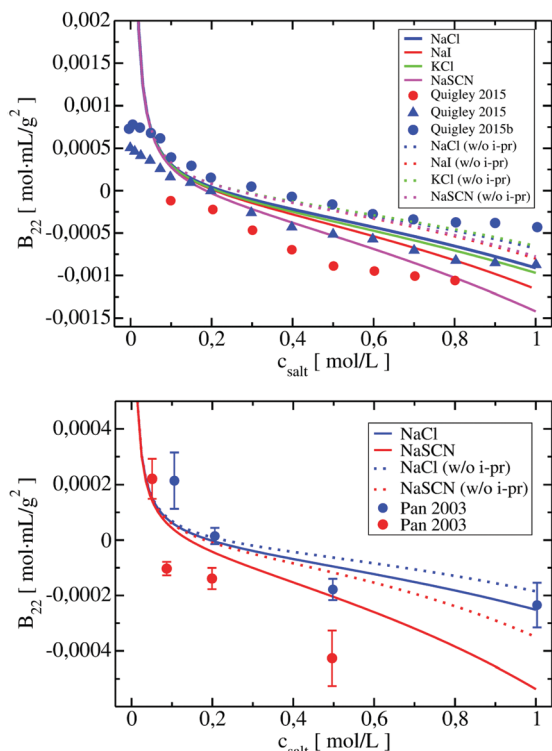 0,002
0,0015
0,001
0,0005
0
-0,0005
-0,001
-0,0015
B22 [ mol·mL/g2 ]
NaCl
NaI
KCl
NaSCN
Quigley 2015
Quigley 2015
Quigley 2015b
NaCl (w/o i-pr)
NaI (w/o i-pr)
KCl (w/o i-pr)
NaSCN (w/o i-pr)
0 0,2 0,4 0,6 0,8 1
csalt [ mol/L ]
0,0004
0,0002
0
-0,0002
-0,0004
B22 [ mol·mL/g2 ]
NaCl
NaSCN
NaCl (w/o i-pr)
NaSCN (w/o i-pr)
Pan 2003
Pan 2003
0 0,2 0,4 0,6 0,8 1
csalt [ mol/L ]